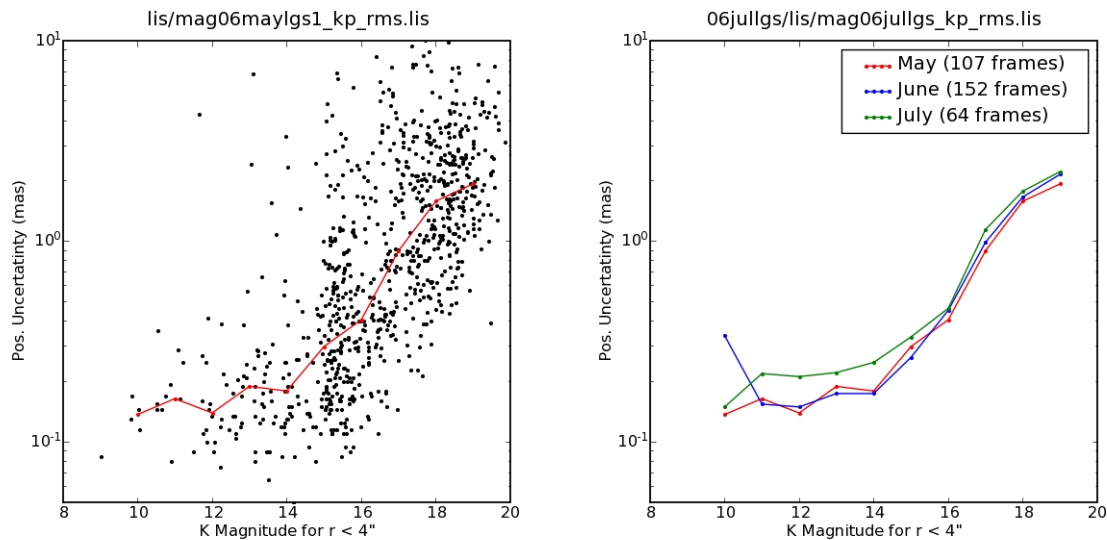 lis/mag06maylgs1_kp_rms.lis
10^1
10^0
10^-1
Pos. Uncertatinty (mas)
8 10 12 14 16 18 20
K Magnitude for r < 4"
06jullgs/lis/mag06jullgs_kp_rms.lis
May (107 frames)
June (152 frames)
July (64 frames)
10^1
10^0
10^-1
Pos. Uncertatinty (mas)
8 10 12 14 16 18 20
K Magnitude for r < 4"